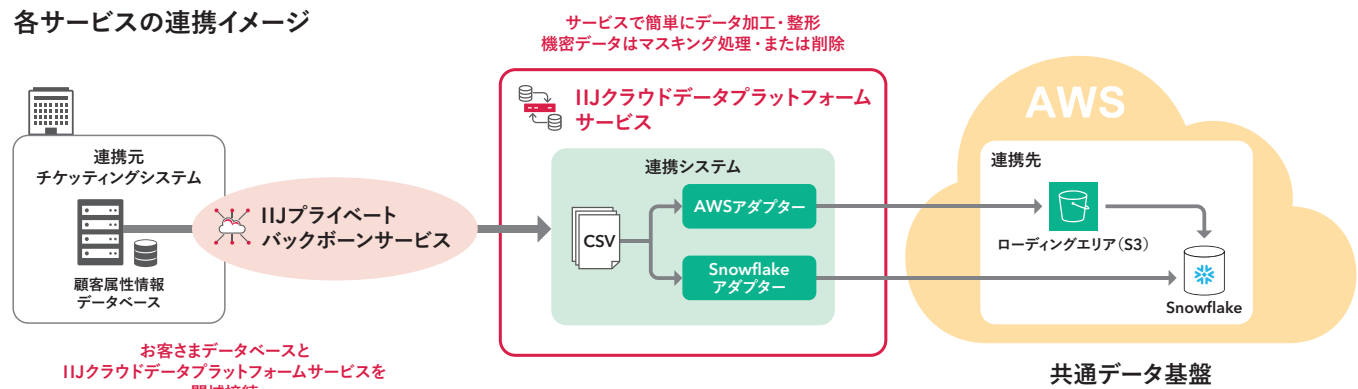 各サービスの連携イメージ
サービスで簡単にデータ加工・整形
機密データはマスキング処理・または削除
連携元
チケッティングシステム
顧客属性情報
データベース
IIJプライベート
バックボーンサービス
お客さまデータベースと
IIJクラウドデータプラットフォームサービスを
IIJクラウドデータプラットフォーム
サービス
連携システム
CSV
AWSアダプター
Snowflake
アダプター
AWS
連携先
ローディングエリア（S3）
Snowflake
共通データ基盤